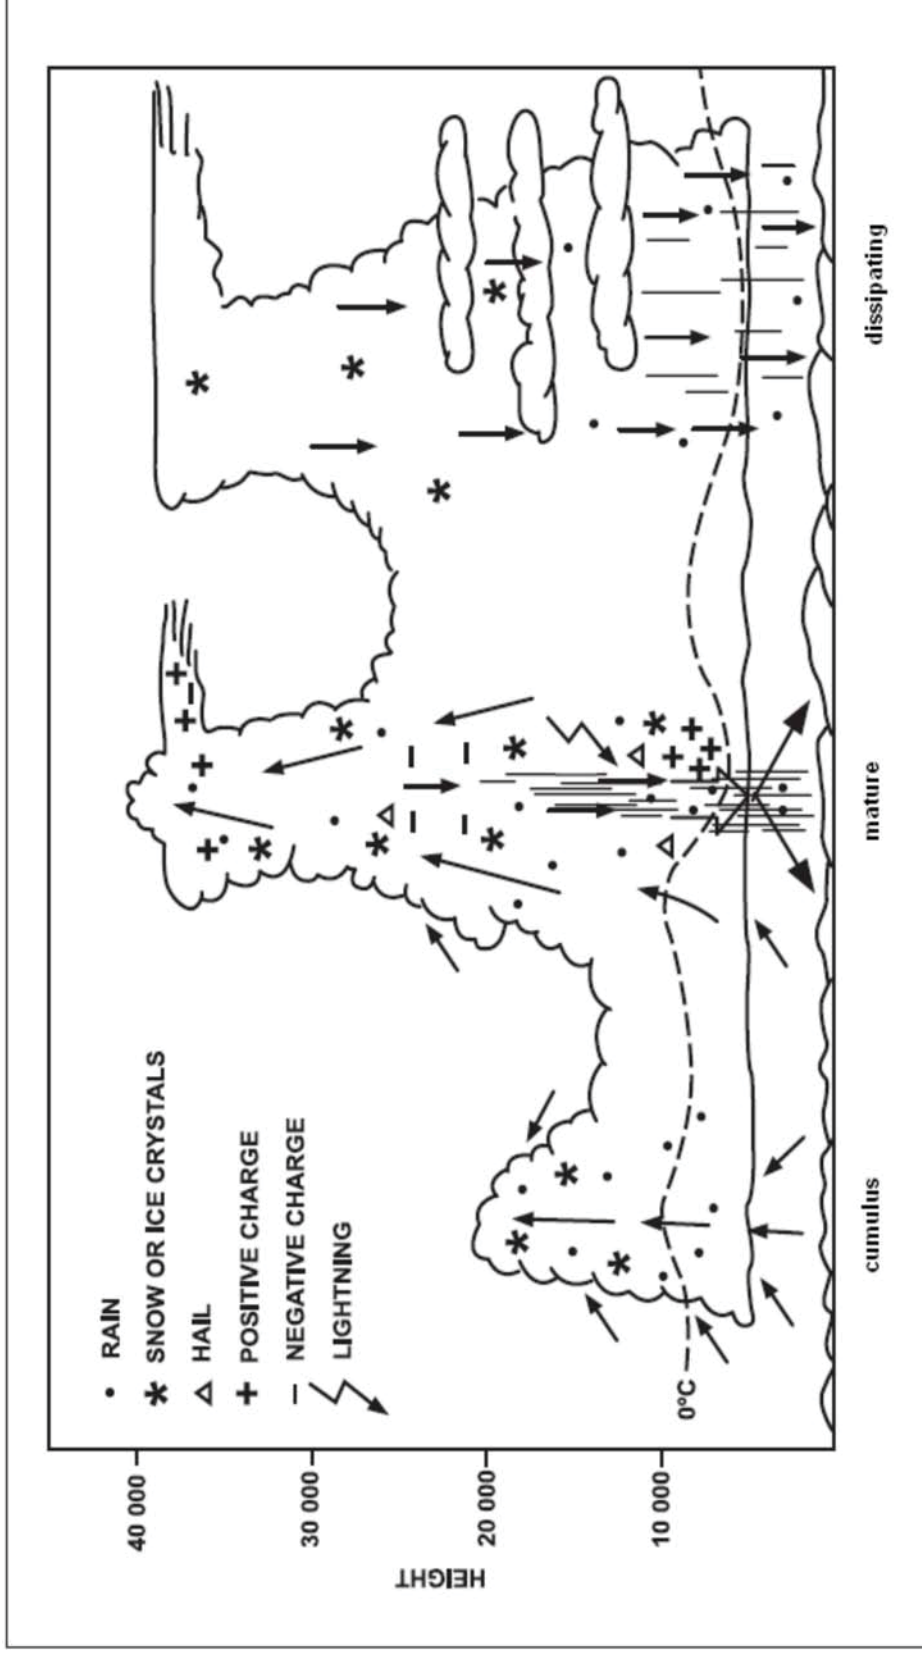 RAIN
SNOW OR ICE CRYSTALS
HAIL
POSITIVE CHARGE
NEGATIVE CHARGE
LIGHTNING
HEIGHT
40 000
30 000
20 000
10 000
0°C
cumulus
mature
dissipating